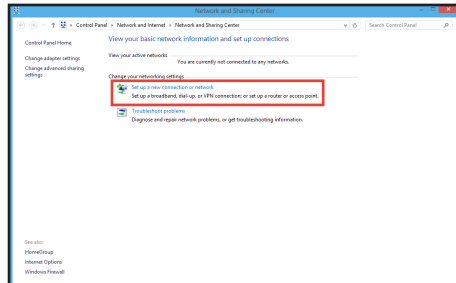 Network and Sharing Center
Control Panel
Network and Internet
Network and Sharing Center
Search Control Panel
Control Panel Home
Change adapter settings
Change advanced sharing
settings
View your basic network information and set up connections
View your active networks
You are currently not connected to any networks.
Change your networking settings
Set up a new connection or network
Set up a broadband, dial-up, or VPN connection; or set up a router or access point.
Troubleshoot problems
Diagnose and repair network problems, or get troubleshooting information.
See also
HomeGroup
Internet Options
Windows Firewall